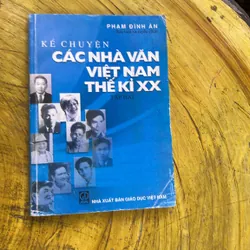 PHẠM ĐÌNH ÂN
KỂ CHUYỆN
CÁC NHÀ VĂN
VIỆT NAM
THẾ KỈ XX
NHÀ XUẤT BẢN GIÁO DỤC VIỆT NAM